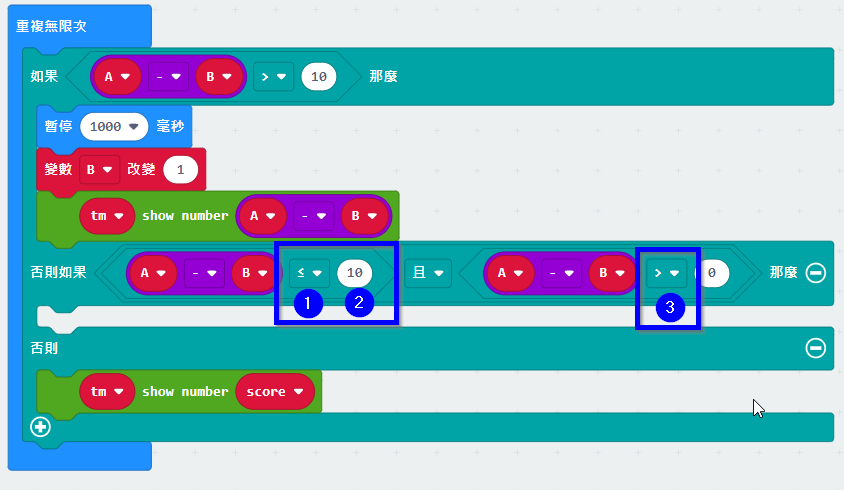 重複無限次
如果 A - B > 10 那麼
暫停 1000 毫秒
變數 B 改變 1
tm show number A - B
否則如果 A - B ≤ 10 且 A - B > 0 那麼
1 2 3
否則
tm show number score